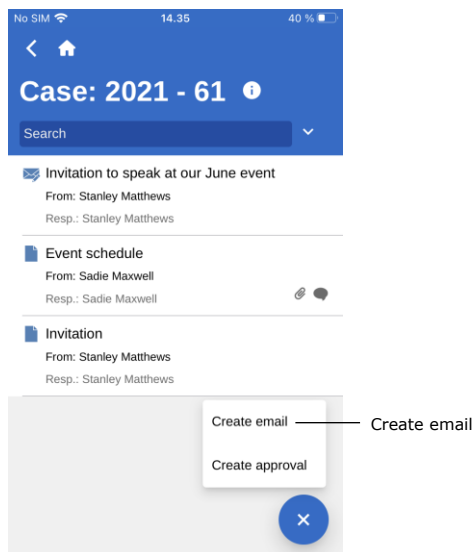 No SIM 14.35 40 %
Case: 2021 - 61
Search
Invitation to speak at our June event
From: Stanley Matthews
Resp.: Stanley Matthews
Event schedule
From: Sadie Maxwell
Resp.: Sadie Maxwell
Invitation
From: Stanley Matthews
Resp.: Stanley Matthews
Create email
Create email
Create approval